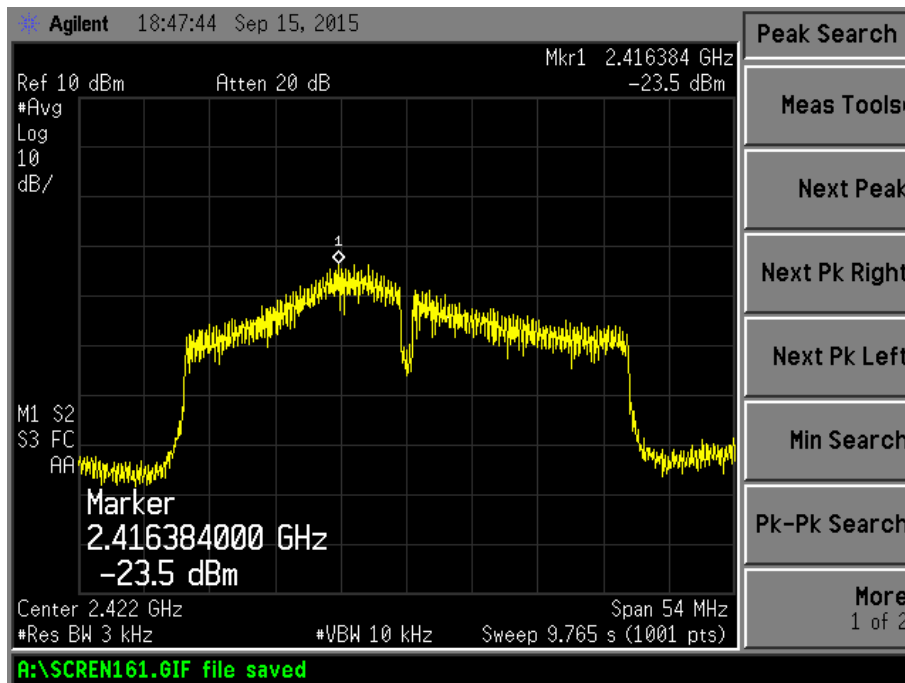 Agilent 18:47:44 Sep 15, 2015
Mkr1 2.416384 GHz
Ref 10 dBm Atten 20 dB -23.5 dBm
#Avg
Log
10
dB/
1
M1 S2
S3 FC
AA
Marker
2.416384000 GHz
-23.5 dBm
Center 2.422 GHz Span 54 MHz
#Res BW 3 kHz #VBW 10 kHz Sweep 9.765 s (1001 pts)
A:\SCREN161.GIF file saved
Peak Search
Meas Tools
Next Peak
Next Pk Right
Next Pk Left
Min Search
Pk-Pk Search
More
1 of 2